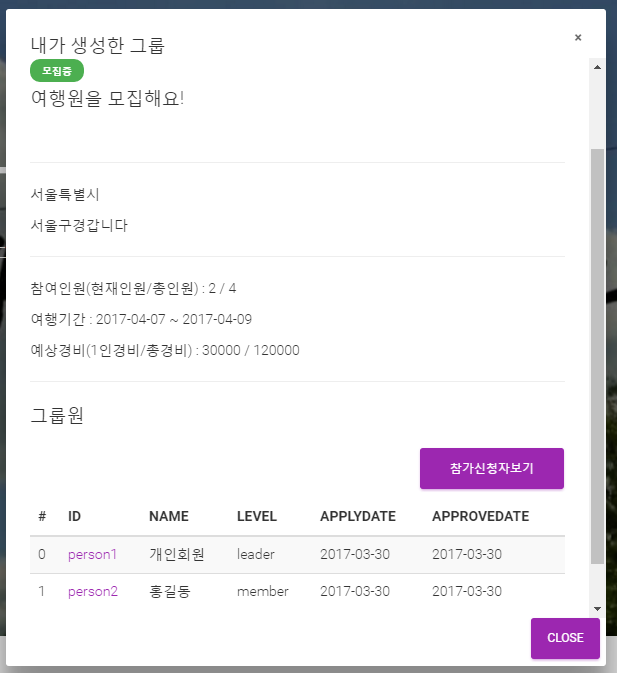 내가 생성한 그룹
×
모집중
여행원을 모집해요!
서울특별시
서울구경갑니다
참여인원(현재인원/총인원) : 2 / 4
여행기간 : 2017-04-07 ~ 2017-04-09
예상경비(1인경비/총경비) : 30000 / 120000
그룹원
참가신청자보기
# ID NAME LEVEL APPLYDATE APPROVEDATE
0 person1 개인회원 leader 2017-03-30 2017-03-30
1 person2 홍길동 member 2017-03-30 2017-03-30
CLOSE